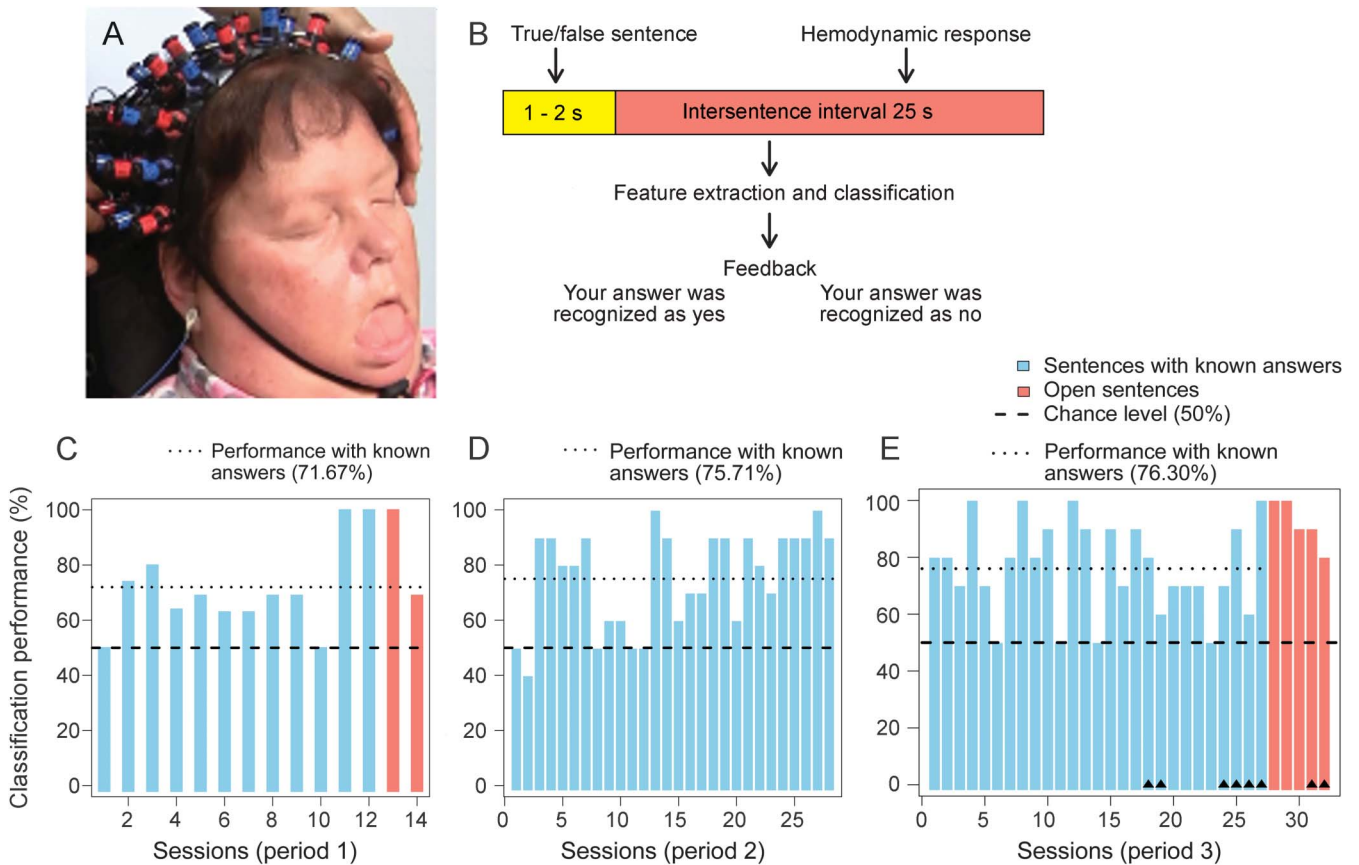 A
B
True/false sentence
Hemodynamic response
1 - 2 s
Intersentence interval 25 s
Feature extraction and classification
Feedback
Your answer was
recognized as yes
Your answer was
recognized as no
Sentences with known answers
Open sentences
Chance level (50%)
C
Performance with known
answers (71.67%)
D
Performance with known
answers (75.71%)
E
Performance with known
answers (76.30%)
Classification performance (%)
100
80
60
40
20
0
2 4 6 8 10 12 14
Sessions (period 1)
100
80
60
40
20
0
0 5 10 15 20 25
Sessions (period 2)
100
80
60
40
20
0
0 5 10 15 20 25 30
Sessions (period 3)